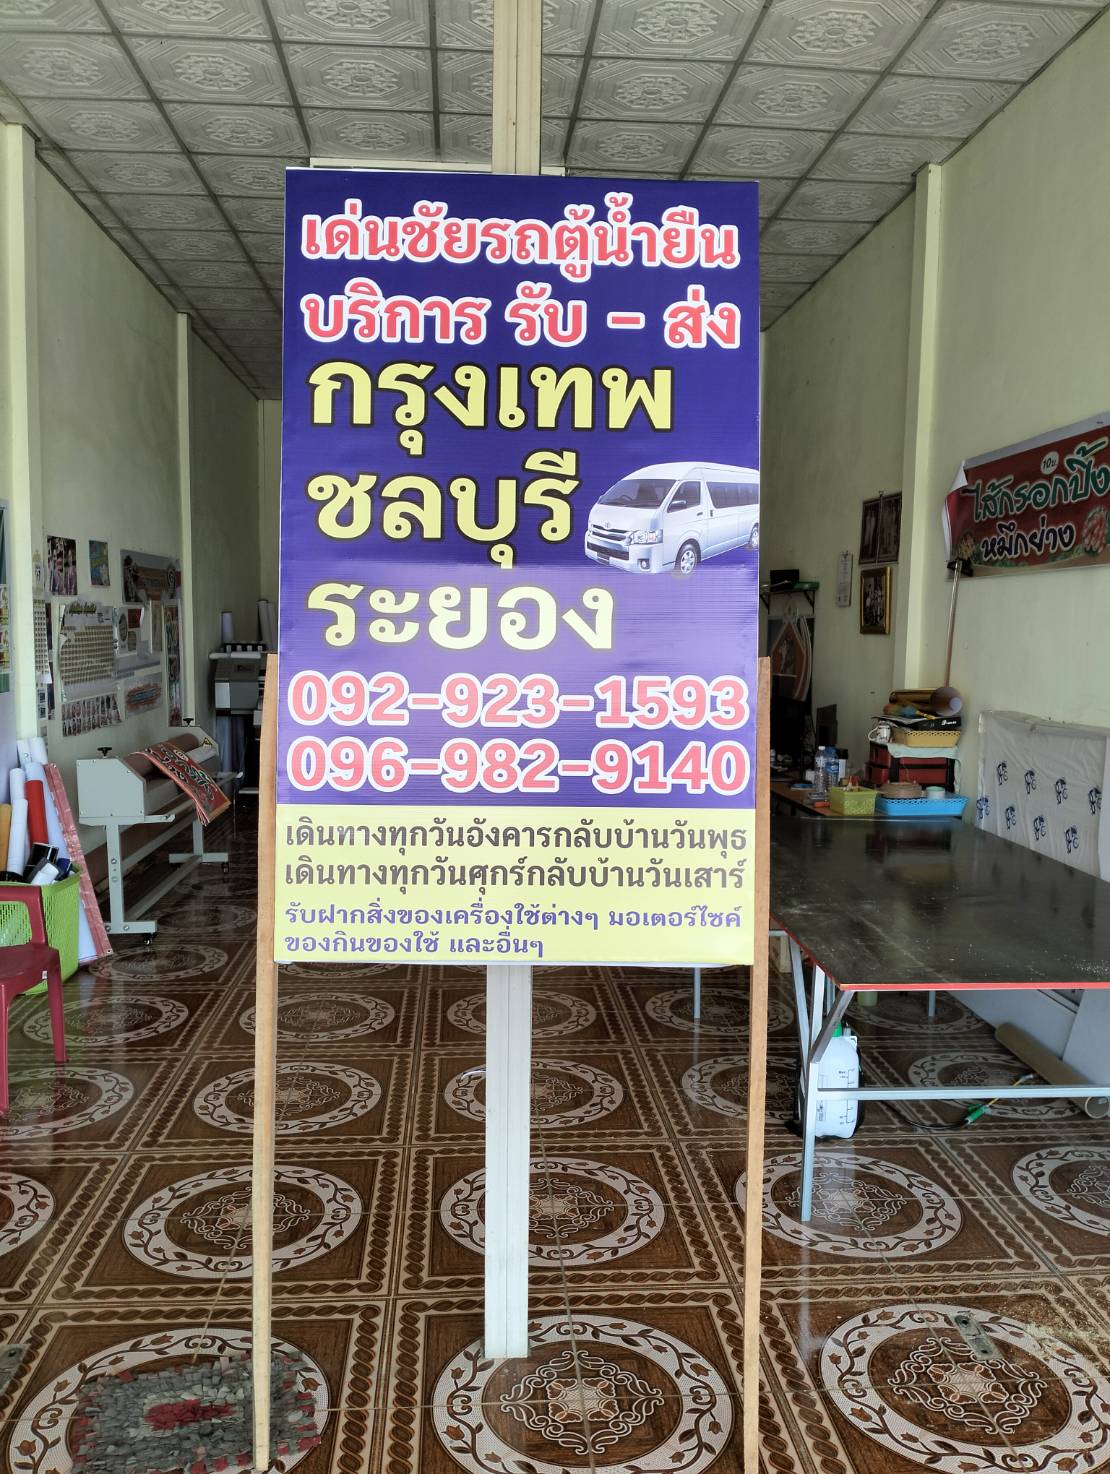 เด่นชัยรถตู้น้ำยืน
บริการ รับ - ส่ง
กรุงเทพ
ชลบุรี
ระยอง
092-923-1593
096-982-9140
เดินทางทุกวันอังคารกลับบ้านวันพุธ
เดินทางทุกวันศุกร์กลับบ้านวันเสาร์
รับฝากสิ่งของเครื่องใช้ต่างๆ มอเตอร์ไซค์
ของกินของใช้ และอื่นๆ
10บ.
ไส้กรอกปิ้ง
หมึกย่าง